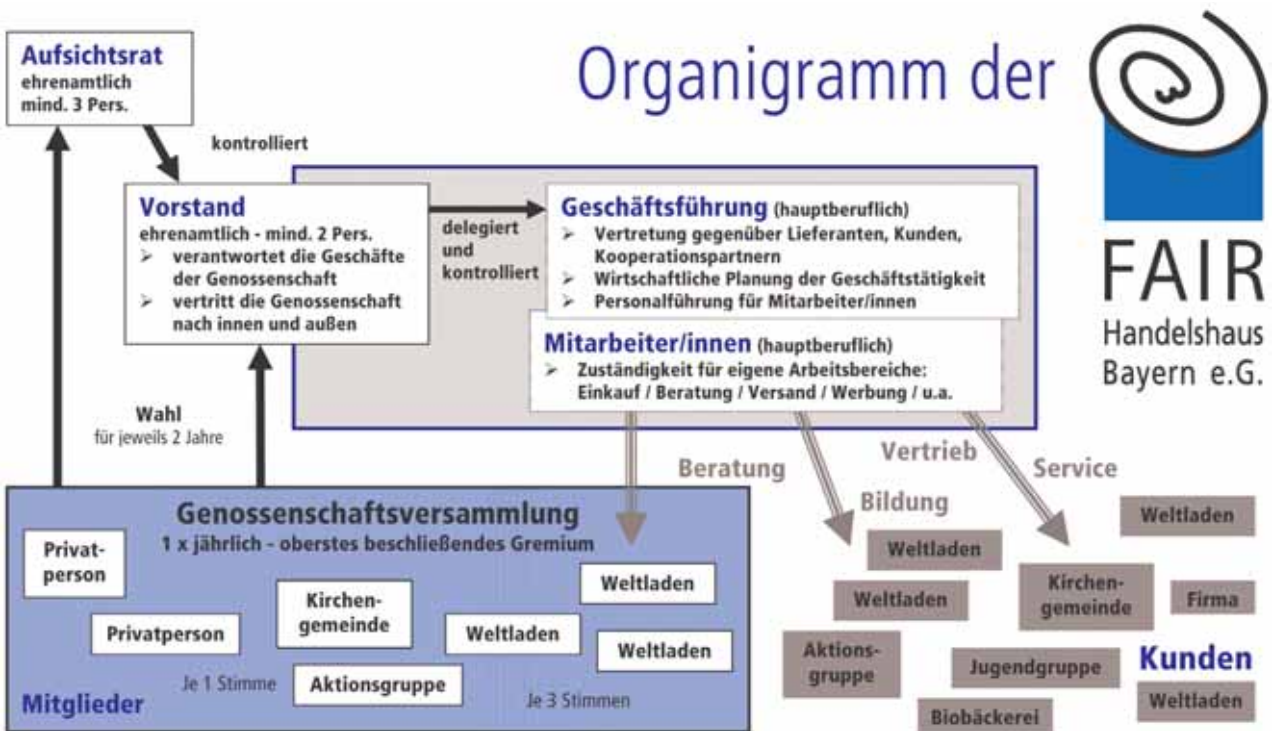 Organigramm der
FAIR
Handelshaus
Bayern e.G.
Aufsichtsrat
ehrenamtlich
mind. 3 Pers.
kontrolliert
Vorstand
ehrenamtlich - mind. 2 Pers.
➢ verantwortet die Geschäfte
der Genossenschaft
➢ vertritt die Genossenschaft
nach innen und außen
delegiert
und
kontrolliert
Geschäftsführung (hauptberuflich)
➢ Vertretung gegenüber Lieferanten, Kunden,
Kooperationspartnern
➢ Wirtschaftliche Planung der Geschäftstätigkeit
➢ Personalführung für Mitarbeiter/innen
Mitarbeiter/innen (hauptberuflich)
➢ Zuständigkeit für eigene Arbeitsbereiche:
Einkauf / Beratung / Versand / Werbung / u.a.
Wahl
für jeweils 2 Jahre
Beratung
Bildung
Vertrieb
Service
Genossenschaftsversammlung
1 x jährlich - oberstes beschließendes Gremium
Privat-
person
Privatperson
Kirchen-
gemeinde
Aktionsgruppe
Weltladen
Weltladen
Weltladen
Je 1 Stimme
Je 3 Stimmen
Mitglieder
Weltladen
Weltladen
Weltladen
Kirchen-
gemeinde
Firma
Aktions-
gruppe
Jugendgruppe
Kunden
Weltladen
Biobäckerei